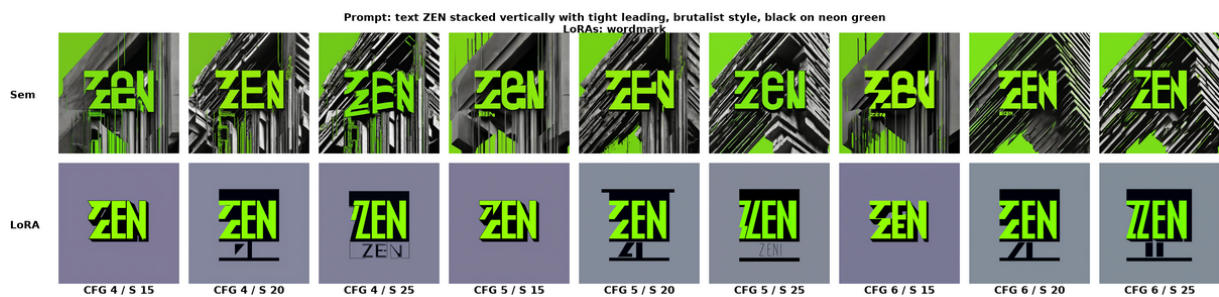 Prompt: text ZEN stacked vertically with tight leading, brutalist style, black on neon green
LoRAs: wordmark
Sem
ZEN ZEN ZEN ZEN ZEN ZEN ZEN ZEN ZEN
LoRA
ZEN ZEN ZEN ZEN ZEN ZEN ZEN ZEN ZZEN
ZEN
CFG 4 / S 15 CFG 4 / S 20 CFG 4 / S 25 CFG 5 / S 15 CFG 5 / S 20 CFG 5 / S 25 CFG 6 / S 15 CFG 6 / S 20 CFG 6 / S 25